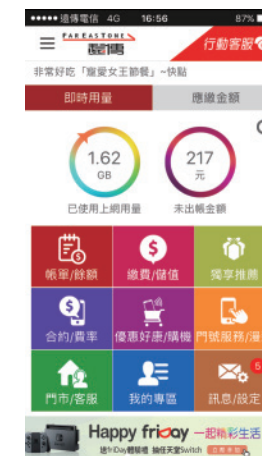 遠傳電信 4G 16:56 87%
FAREASTONE
遠傳
行動客服
非常好吃「寵愛女王節餐」~快點
即時用量 應繳金額
1.62 217
GB 元
已使用上網用量 未出帳金額
帳單/餘額 繳費/儲值 獨享推薦
合約/費率 優惠好康/購機 門號服務/漫
5
門市/客服 我的專區 訊息/設定
Happy friDay 一起精彩生活
送friDay體驗禮 抽任天堂Switch